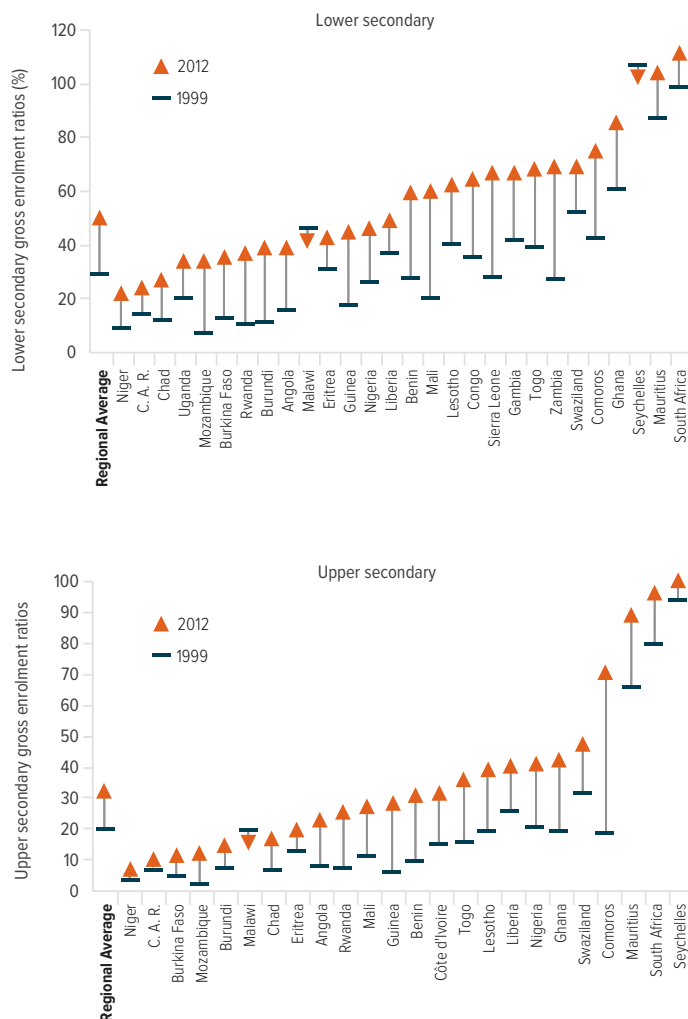 Lower secondary
Lower secondary gross enrolment ratios (%)
120
100
80
60
40
20
0
2012
1999
Regional Average
Niger
C. A. R.
Chad
Uganda
Mozambique
Burkina Faso
Rwanda
Burundi
Angola
Malawi
Eritrea
Guinea
Nigeria
Liberia
Benin
Mali
Lesotho
Congo
Sierra Leone
Gambia
Togo
Zambia
Swaziland
Comoros
Ghana
Seychelles
Mauritius
South Africa
Upper secondary
Upper secondary gross enrolment ratios
100
90
80
70
60
50
40
30
20
10
0
2012
1999
Regional Average
Niger
C. A. R.
Burkina Faso
Mozambique
Burundi
Malawi
Chad
Eritrea
Angola
Rwanda
Mali
Guinea
Benin
Côte d'Ivoire
Togo
Lesotho
Liberia
Nigeria
Ghana
Swaziland
Comoros
Mauritius
South Africa
Seychelles